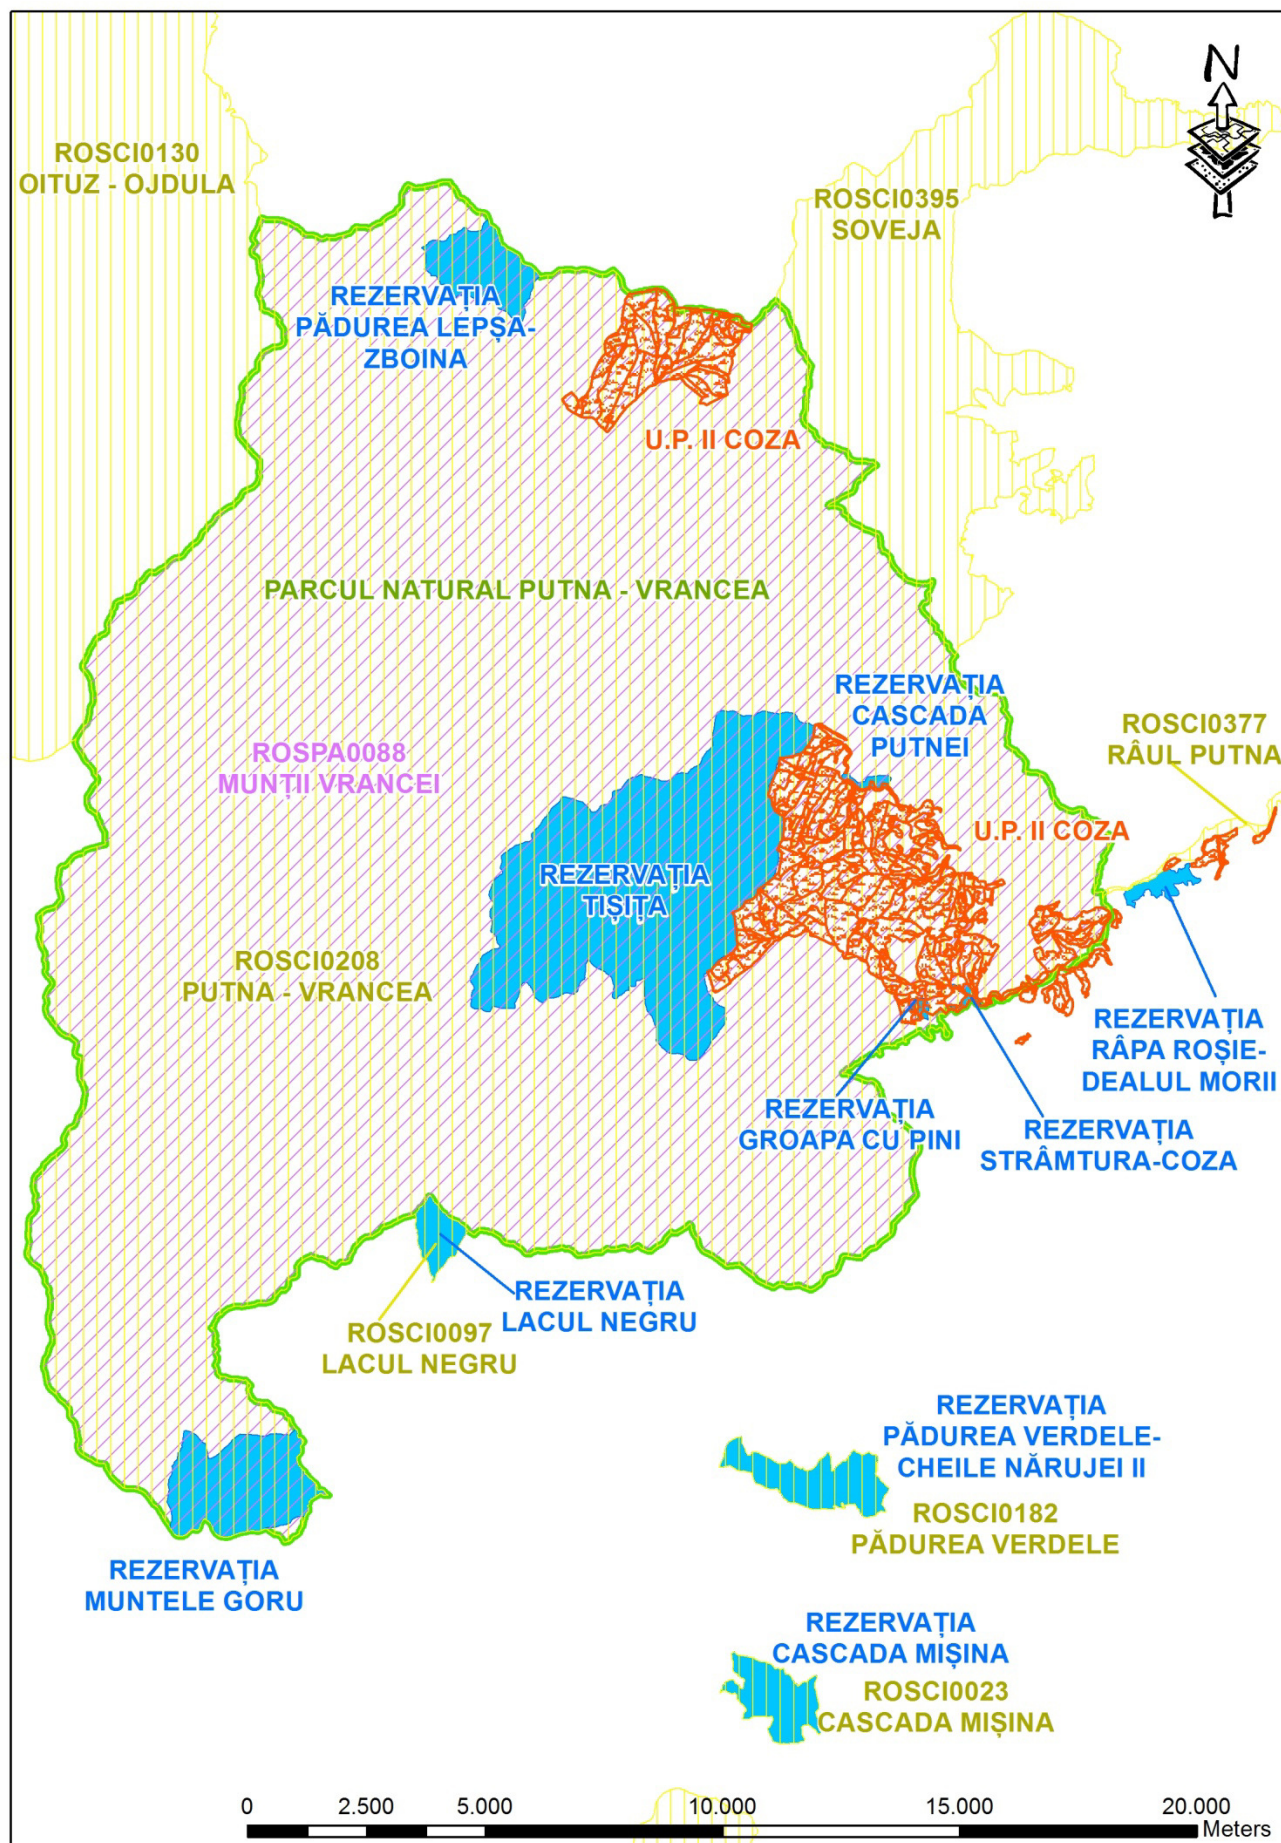 N
ROSCI0130
OITUZ - OJDULA
ROSCI0395
SOVEJA
REZERVAȚIA
PĂDUREA LEPȘA-
ZBOINA
U.P. II COZA
PARCUL NATURAL PUTNA - VRANCEA
REZERVAȚIA
CASCADA
PUTNEI
ROSCI0377
RÂUL PUTNA
ROSPA0088
MUNȚII VRANCEI
U.P. II COZA
REZERVAȚIA
TIȘIȚA
ROSCI0208
PUTNA - VRANCEA
REZERVAȚIA
RÂPA ROȘIE-
DEALUL MORII
REZERVAȚIA
GROAPA CU PINI
REZERVAȚIA
STRÂMTURA-COZA
REZERVAȚIA
LACUL NEGRU
ROSCI0097
LACUL NEGRU
REZERVAȚIA
PĂDUREA VERDELE-
CHEILE NĂRUJEI II
ROSCI0182
PĂDUREA VERDELE
REZERVAȚIA
MUNTELE GORU
REZERVAȚIA
CASCADA MIȘINA
ROSCI0023
CASCADA MIȘINA
0 2.500 5.000 10.000 15.000 20.000
Meters